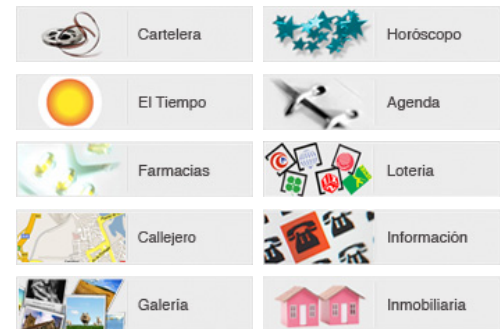 Cartelera
Horóscopo
El Tiempo
Agenda
Farmacias
Loteria
Callejero
Información
Galeria
Inmobiliaria